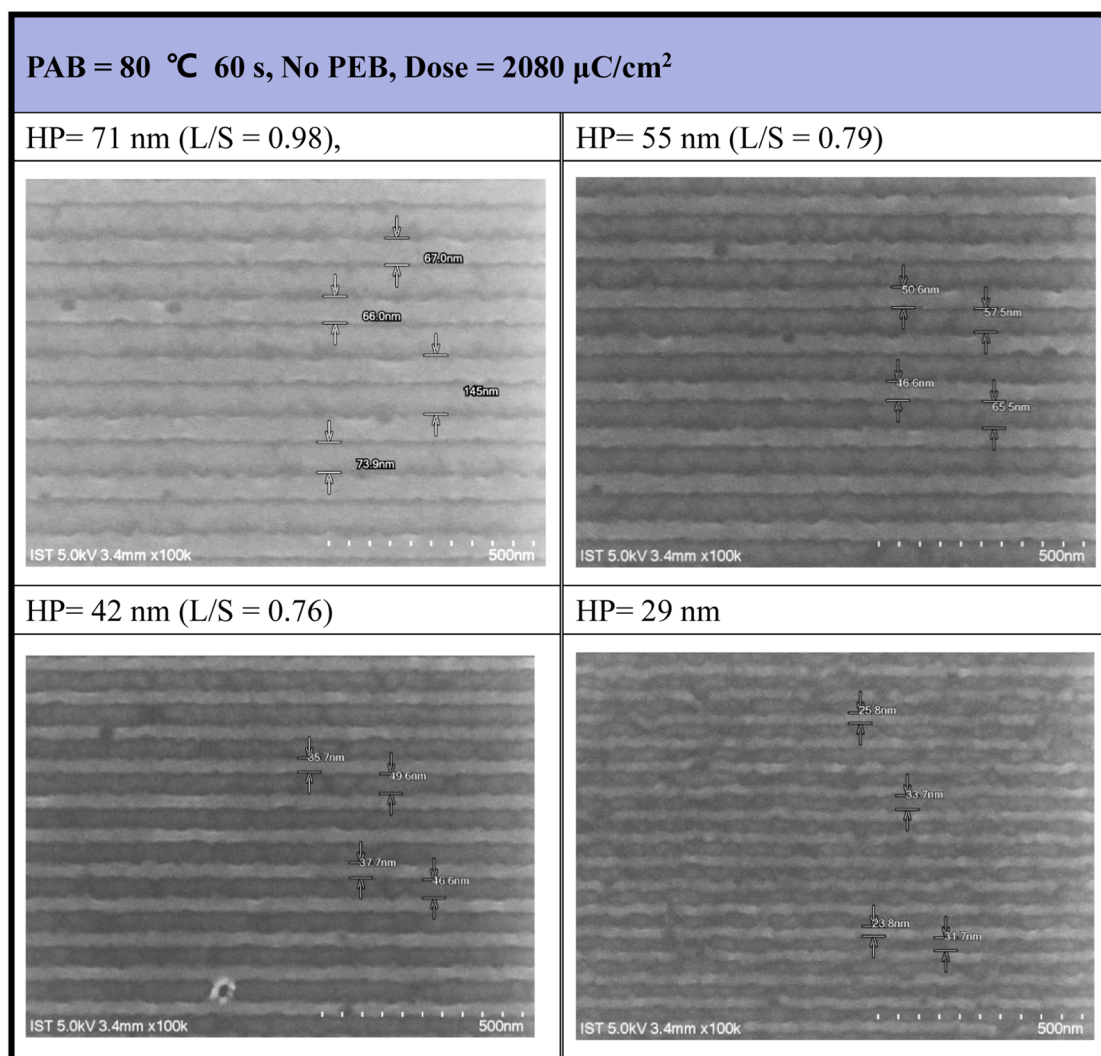 PAB = 80 ℃ 60 s, No PEB, Dose = 2080 μC/cm²
HP= 71 nm (L/S = 0.98),
HP= 55 nm (L/S = 0.79)
67.0nm
66.0nm
145nm
73.9nm
IST 5.0kV 3.4mm x100k
500nm
50.6nm
57.5nm
46.6nm
65.5nm
IST 5.0kV 3.4mm x100k
500nm
HP= 42 nm (L/S = 0.76)
HP= 29 nm
35.7nm
49.6nm
37.7nm
46.6nm
IST 5.0kV 3.4mm x100k
500nm
25.8nm
33.7nm
23.8nm
31.7nm
IST 5.0kV 3.4mm x100k
500nm